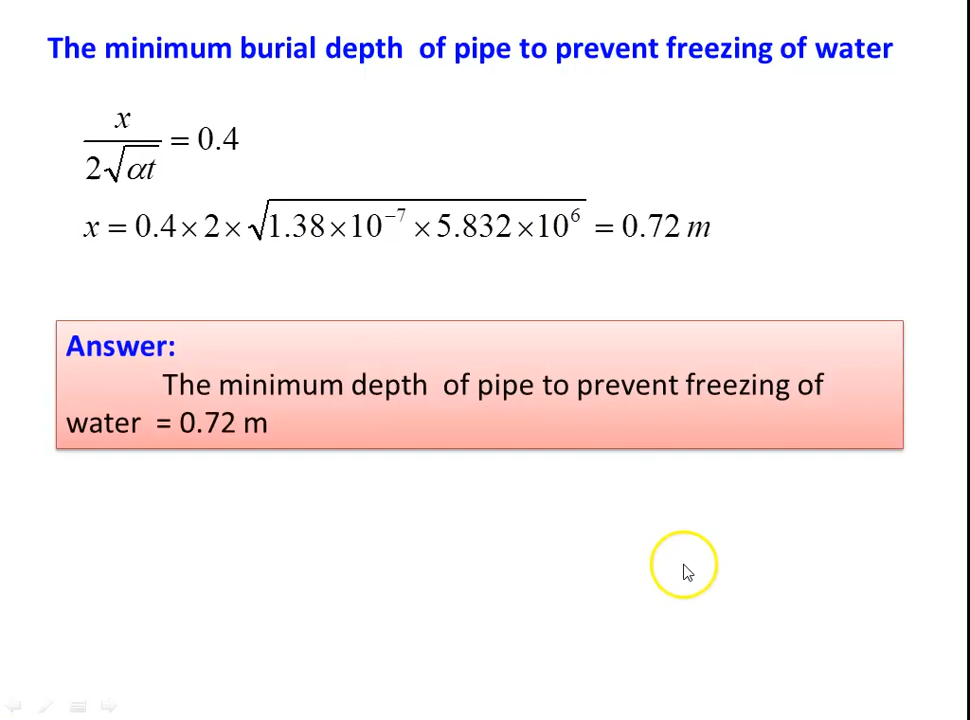 The minimum burial depth of pipe to prevent freezing of water
x / 2√αt = 0.4
x = 0.4 × 2 × √1.38 × 10⁻⁷ × 5.832 × 10⁶ = 0.72 m
Answer:
The minimum depth of pipe to prevent freezing of
water = 0.72 m